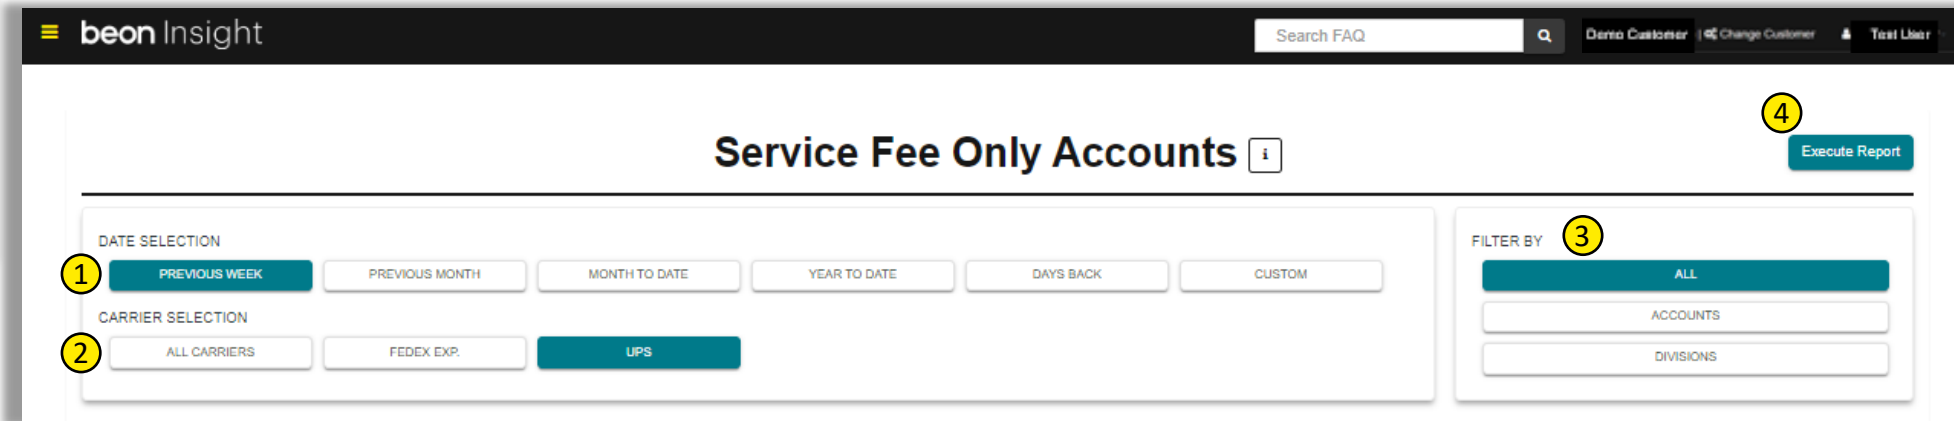 beon Insight
Search FAQ
Demo Customer | Change Customer Test User
4
Service Fee Only Accounts i
Execute Report
DATE SELECTION
1 PREVIOUS WEEK PREVIOUS MONTH MONTH TO DATE YEAR TO DATE DAYS BACK CUSTOM
CARRIER SELECTION
2 ALL CARRIERS FEDEX EXP. UPS
FILTER BY 3
ALL
ACCOUNTS
DIVISIONS